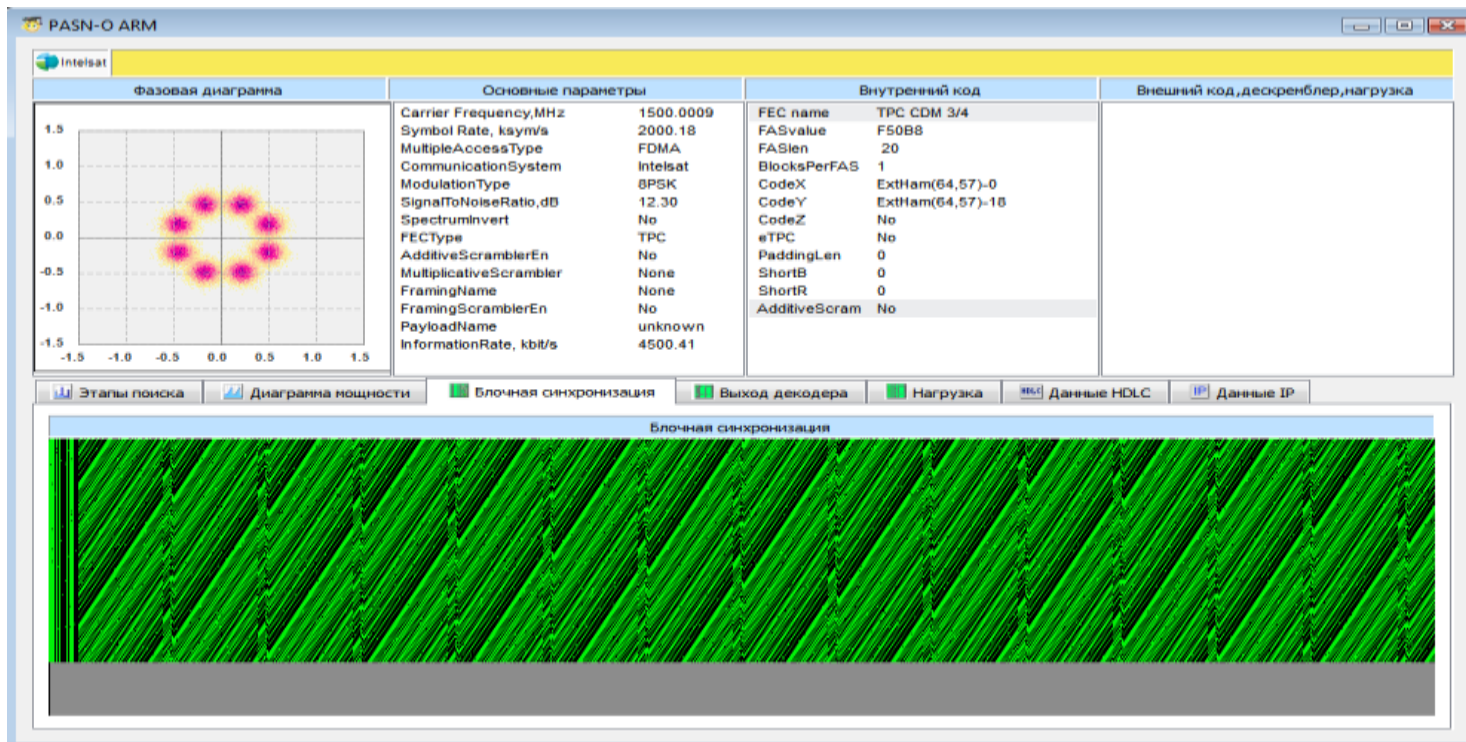 PASN-O ARM
Intelsat
Фазовая диаграмма
1.5
1.0
0.5
0.0
-0.5
-1.0
-1.5
-1.5 -1.0 -0.5 0.0 0.5 1.0 1.5
Основные параметры
Carrier Frequency,MHz 1500.0009
Symbol Rate, ksym/s 2000.18
MultipleAccessType FDMA
CommunicationSystem Intelsat
ModulationType 8PSK
SignalToNoiseRatio,dB 12.30
SpectrumInvert No
FECType TPC
AdditiveScramblerEn No
MultiplicativeScrambler None
FramingName None
FramingScramblerEn No
PayloadName unknown
InformationRate, kbit/s 4500.41
Внутренний код
FEC name TPC CDM 3/4
FASvalue F50B8
FASlen 20
BlocksPerFAS 1
CodeX ExtHam(64,57)-0
CodeY ExtHam(64,57)-18
CodeZ No
eTPC No
PaddingLen 0
ShortB 0
ShortR 0
AdditiveScram No
Внешний код,дескремблер,нагрузка
Этапы поиска Диаграмма мощности Блочная синхронизация Выход декодера Нагрузка HDLC Данные HDLC IP Данные IP
Блочная синхронизация